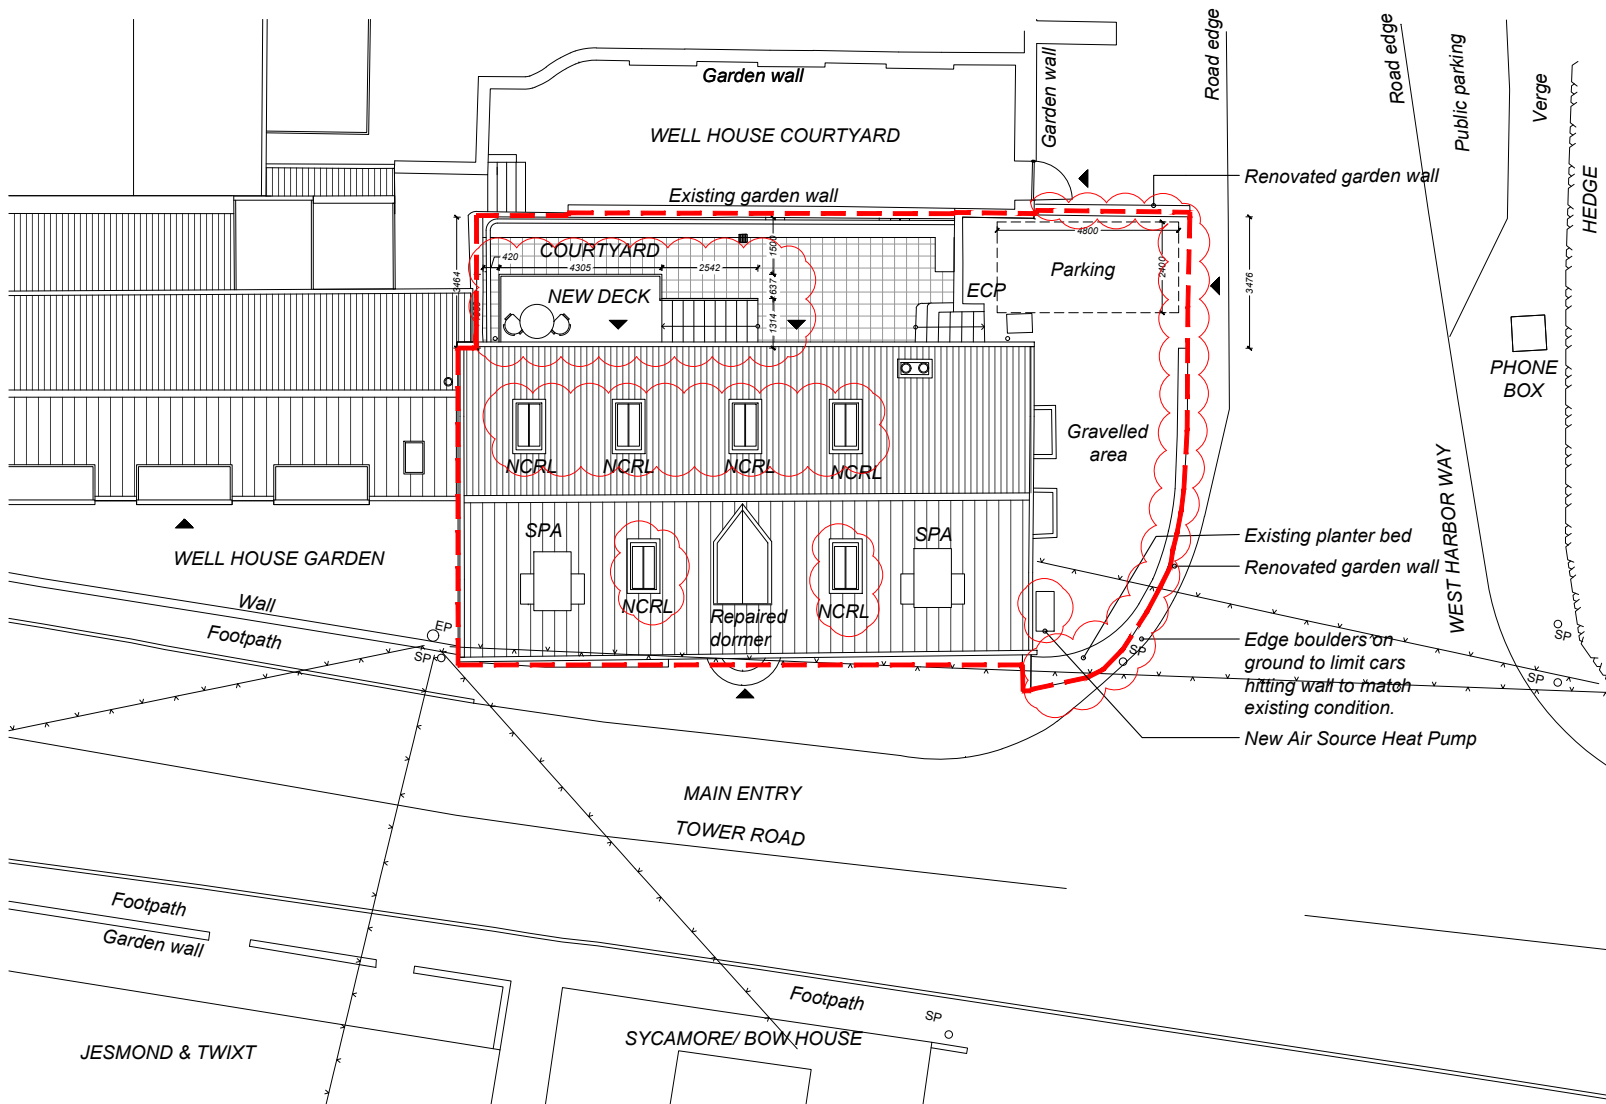 Garden wall
WELL HOUSE COURTYARD
Existing garden wall
Garden wall
Road edge
Road edge
Public parking
Verge
HEDGE
Renovated garden wall
COURTYARD
420
4305
2542
1500
637
1314
3464
NEW DECK
4800
2400
Parking
3476
ECP
PHONE
BOX
NCRL
NCRL
NCRL
NCRL
Gravelled
area
WEST HARBOR WAY
SPA
SPA
NCRL
NCRL
Repaired
dormer
WELL HOUSE GARDEN
Existing planter bed
Renovated garden wall
Wall
Footpath
EP
SP
SP
SP
SP
Edge boulders on
ground to limit cars
hitting wall to match
existing condition.
New Air Source Heat Pump
MAIN ENTRY
TOWER ROAD
Footpath
Garden wall
Footpath
SP
JESMOND & TWIXT
SYCAMORE/ BOW HOUSE